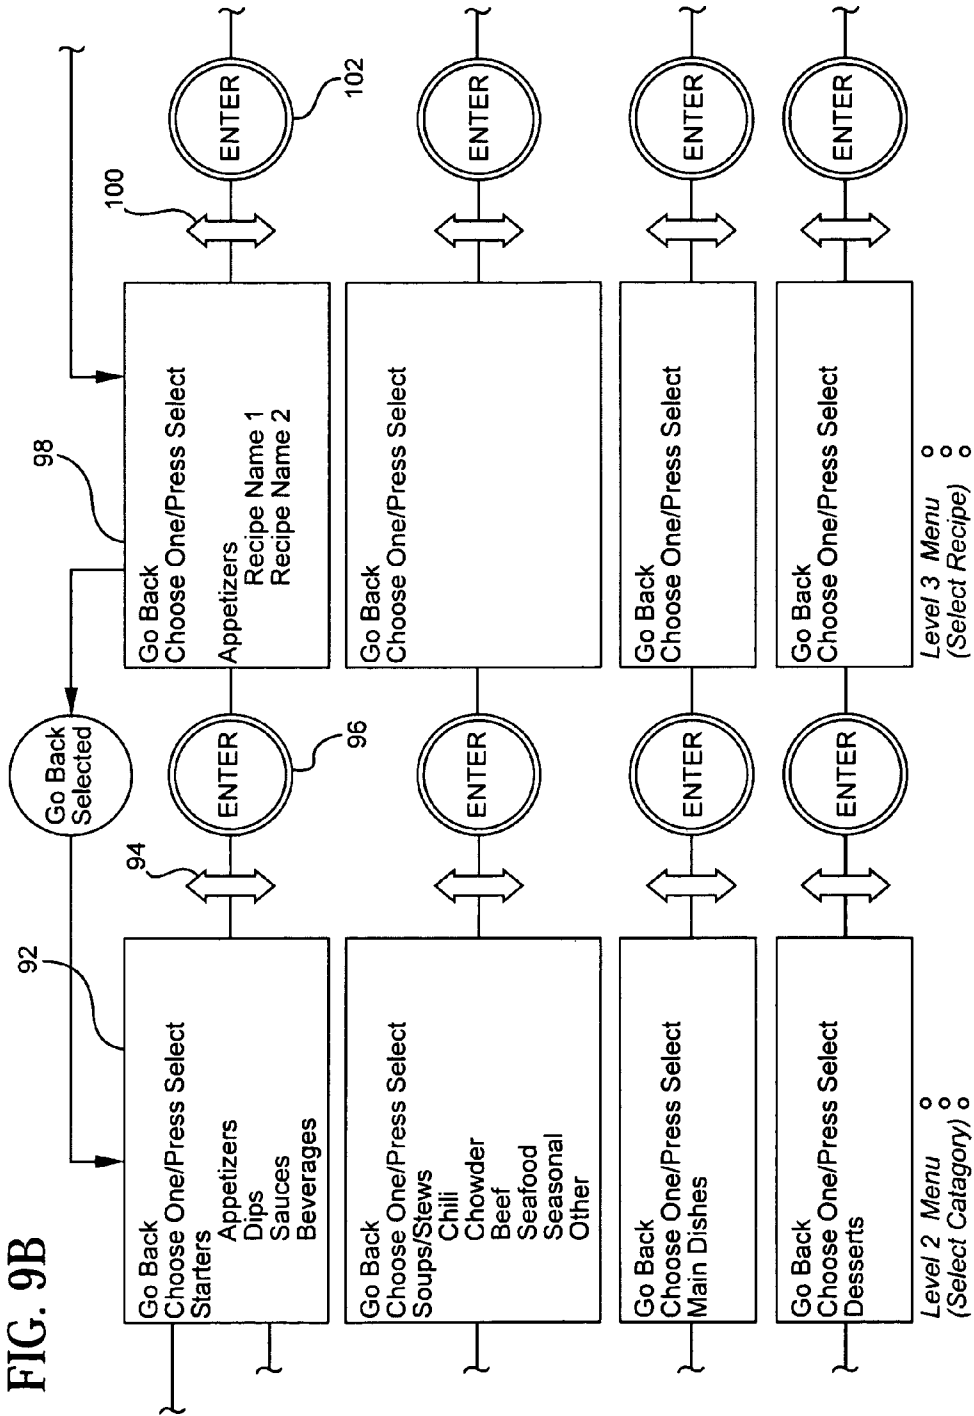 FIG. 9B
92
Go Back
Choose One/Press Select
Starters
Appetizers
Dips
Sauces
Beverages
94
ENTER
96
Go Back
Selected
98
Go Back
Choose One/Press Select
Appetizers
Recipe Name 1
Recipe Name 2
100
ENTER
102
Go Back
Choose One/Press Select
Soups/Stews
Chili
Chowder
Beef
Seafood
Seasonal
Other
ENTER
Go Back
Choose One/Press Select
ENTER
Go Back
Choose One/Press Select
Main Dishes
ENTER
Go Back
Choose One/Press Select
ENTER
Go Back
Choose One/Press Select
Desserts
ENTER
Go Back
Choose One/Press Select
ENTER
Level 2 Menu
(Select Catagory)
Level 3 Menu
(Select Recipe)